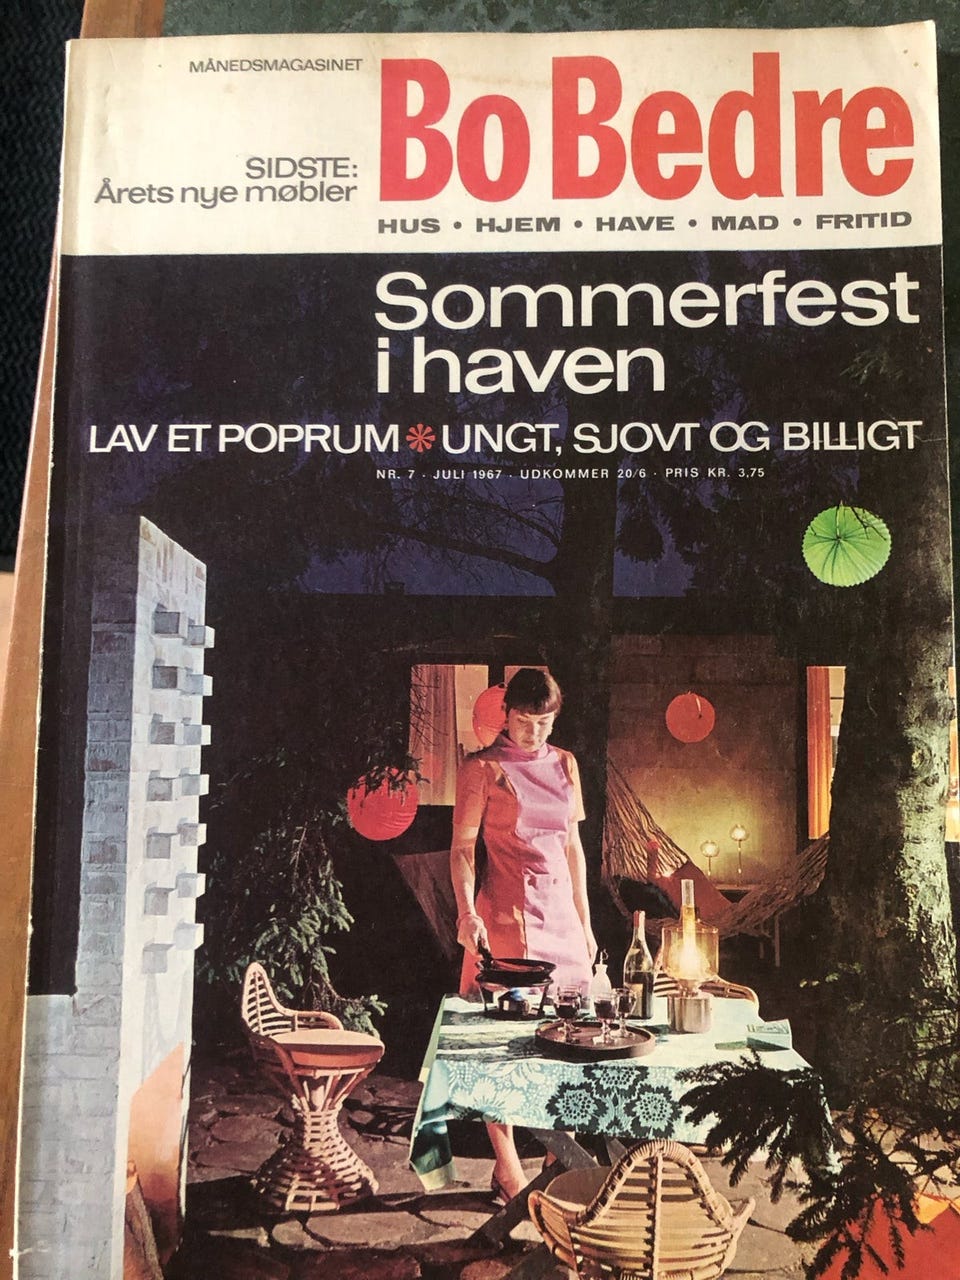 MÅNEDSMAGASINET
Bo Bedre
SIDSTE:
Årets nye møbler
HUS • HJEM • HAVE • MAD • FRITID
Sommerfest
i haven
LAV ET POPRUM * UNGT, SJOVT OG BILLIGT
NR. 7 · JULI 1967 · UDKOMMER 20/6 · PRIS KR. 3,75